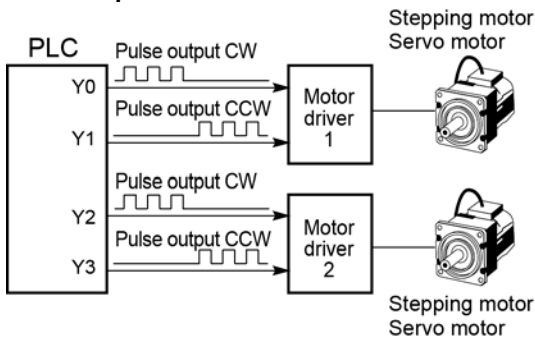 Stepping motor
Servo motor
PLC
Pulse output CW
Y0
Pulse output CCW
Y1
Motor
driver
1
Pulse output CW
Y2
Pulse output CCW
Y3
Motor
driver
2
Stepping motor
Servo motor